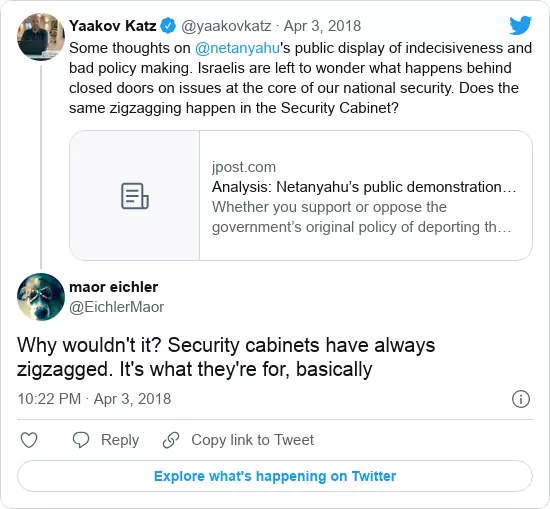 Yaakov Katz @yaakovkatz · Apr 3, 2018
Some thoughts on @netanyahu's public display of indecisiveness and
bad policy making. Israelis are left to wonder what happens behind
closed doors on issues at the core of our national security. Does the
same zigzagging happen in the Security Cabinet?
jpost.com
Analysis: Netanyahu’s public demonstration…
Whether you support or oppose the
government’s original policy of deporting th…
maor eichler
@EichlerMaor
Why wouldn't it? Security cabinets have always
zigzagged. It's what they're for, basically
10:22 PM · Apr 3, 2018
Reply
Copy link to Tweet
Explore what's happening on Twitter